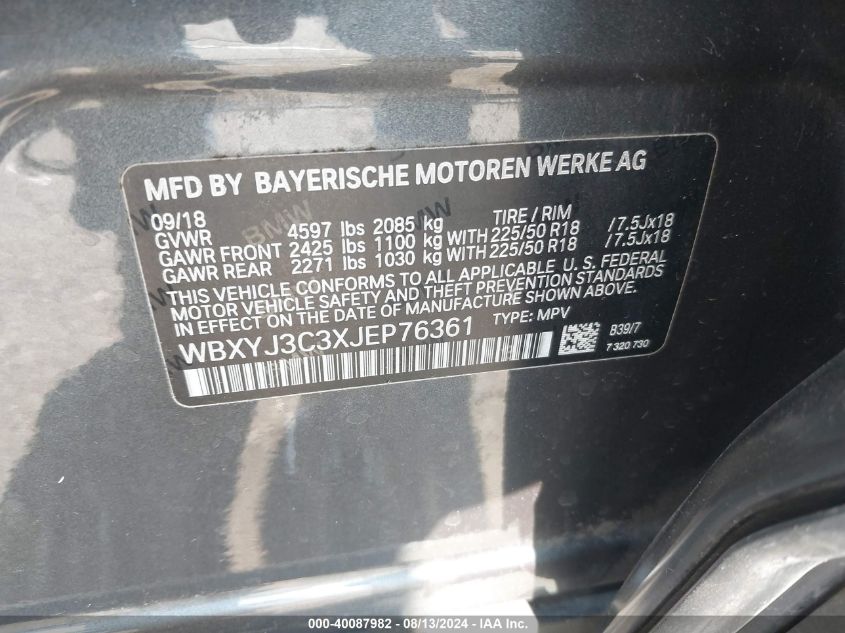 MFD BY BAYERISCHE MOTOREN WERKE AG
09/18 TIRE / RIM
GVWR 4597 lbs 2085 kg
GAWR FRONT 2425 lbs 1100 kg WITH 225/50 R18 /7.5Jx18
GAWR REAR 2271 lbs 1030 kg WITH 225/50 R18 /7.5Jx18
THIS VEHICLE CONFORMS TO ALL APPLICABLE U. S. FEDERAL
MOTOR VEHICLE SAFETY AND THEFT PREVENTION STANDARDS
IN EFFECT ON THE DATE OF MANUFACTURE SHOWN ABOVE.
WBXYJ3C3XJEP76361 TYPE: MPV
B39/7
7 320 730
BMW
000-40087982 - 08/13/2024 - IAAI.COM